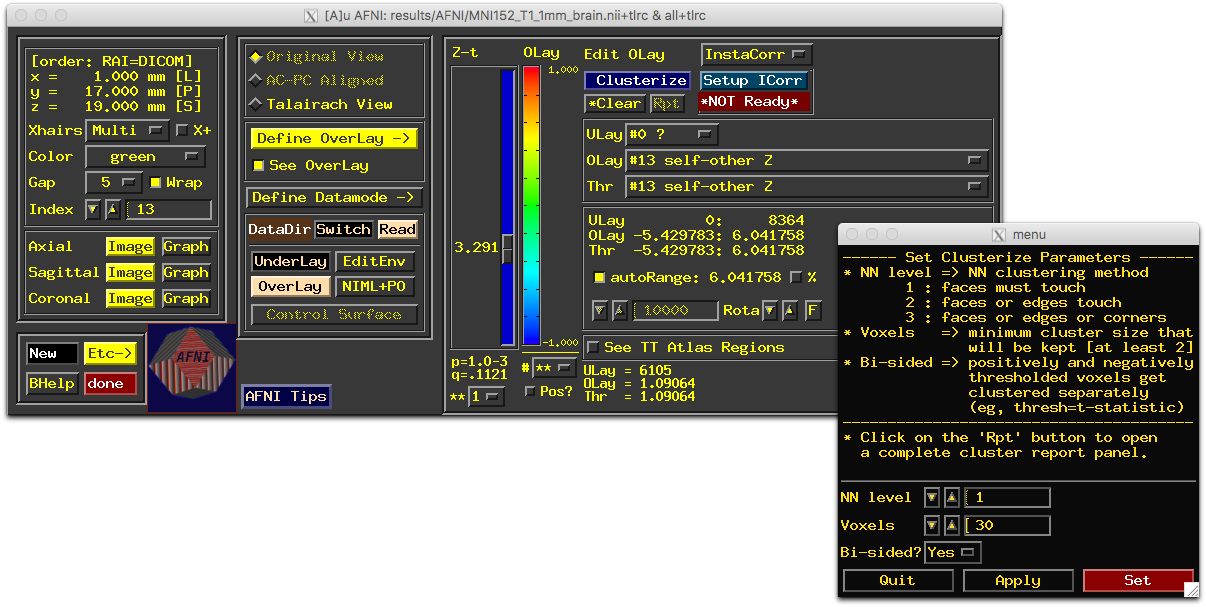 [A]u AFNI: results/AFNI/MNI152_T1_1mm_brain.nii+tlrc & all+tlrc
[order: RAI=DICOM]
x = 1.000 mm [L]
y = 17.000 mm [P]
z = 19.000 mm [S]
Xhairs Multi X+
Color green
Gap 5 Wrap
Index 13
Axial Image Graph
Sagittal Image Graph
Coronal Image Graph
New Etc->
BHelp done
AFNI
Original View
AC-PC Aligned
Talairach View
Define OverLay ->
See OverLay
Define Datamode ->
DataDir Switch Read
UnderLay EditEnv
OverLay NIML+PO
Control Surface
AFNI Tips
Z-t
3.291
p=1.0-3
q=.1121
** 1
OLay
1.000
-1.000
# **
Pos?
Edit OLay InstaCorr
Clusterize Setup ICorr
*Clear Rpt *NOT Ready*
ULay #0 ?
OLay #13 self-other Z
Thr #13 self-other Z
ULay 0: 8364
OLay -5.429783: 6.041758
Thr -5.429783: 6.041758
autoRange: 6.041758 %
10000 Rota F
See TT Atlas Regions
ULay = 6105
OLay = 1.09064
Thr = 1.09064
menu
------ Set Clusterize Parameters ------
* NN level => NN clustering method
1 : faces must touch
2 : faces or edges touch
3 : faces or edges or corners
* Voxels => minimum cluster size that
will be kept [at least 2]
* Bi-sided => positively and negatively
thresholded voxels get
clustered separately
(eg, thresh=t-statistic)
---------------------------------------
* Click on the 'Rpt' button to open
a complete cluster report panel.
NN level 1
Voxels 30
Bi-sided? Yes
Quit Apply Set